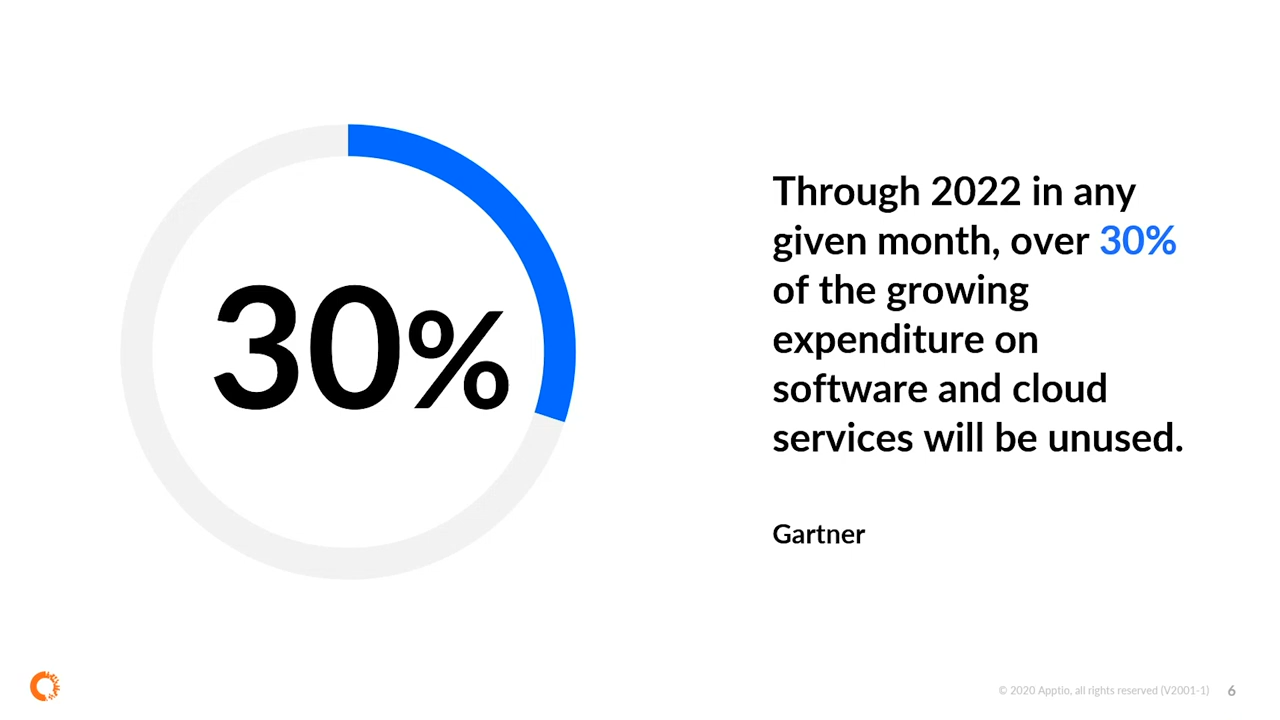 30%
Through 2022 in any
given month, over 30%
of the growing
expenditure on
software and cloud
services will be unused.
Gartner
© 2020 Apptio, all rights reserved (V2001-1) 6